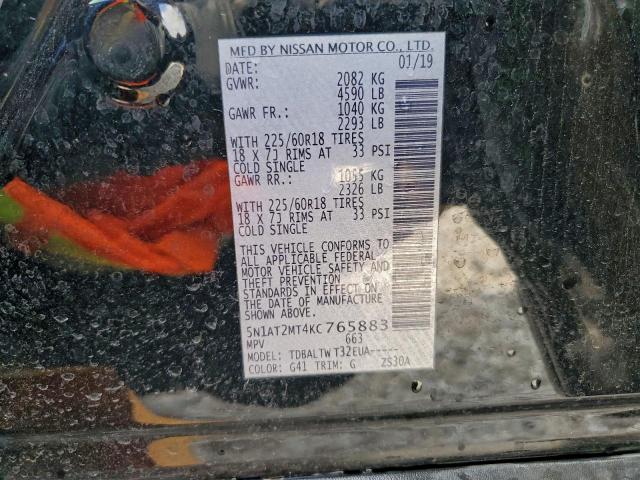 MFD BY NISSAN MOTOR CO., LTD.
DATE: 01/19
GVWR: 2082 KG
4590 LB
GAWR FR.: 1040 KG
2293 LB
WITH 225/60R18 TIRES
18 X 7J RIMS AT 33 PSI
COLD SINGLE
GAWR RR.: 1055 KG
2326 LB
WITH 225/60R18 TIRES
18 X 7J RIMS AT 33 PSI
COLD SINGLE
THIS VEHICLE CONFORMS TO
ALL APPLICABLE FEDERAL
MOTOR VEHICLE SAFETY AND
THEFT PREVENTION
STANDARDS IN EFFECT ON
THE DATE OF MANUFACTURE
SHOWN ABOVE.
5N1AT2MT4KC765883
MPV 663
MODEL: TDBALTWT32EUA-----
COLOR: G41 TRIM: G ZS30A